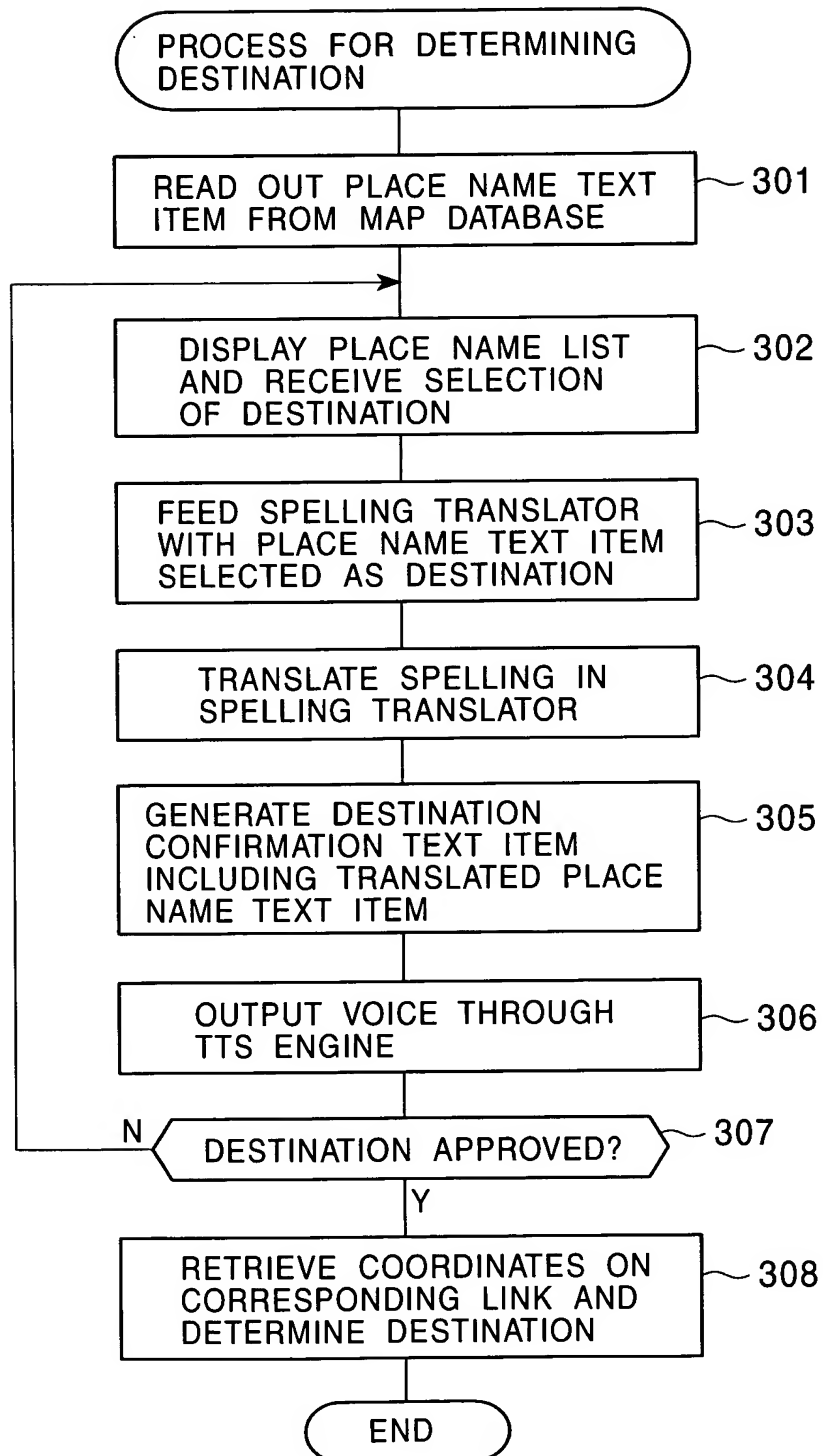 PROCESS FOR DETERMINING
DESTINATION
READ OUT PLACE NAME TEXT
ITEM FROM MAP DATABASE
301
DISPLAY PLACE NAME LIST
AND RECEIVE SELECTION
OF DESTINATION
302
FEED SPELLING TRANSLATOR
WITH PLACE NAME TEXT ITEM
SELECTED AS DESTINATION
303
TRANSLATE SPELLING IN
SPELLING TRANSLATOR
304
GENERATE DESTINATION
CONFIRMATION TEXT ITEM
INCLUDING TRANSLATED PLACE
NAME TEXT ITEM
305
OUTPUT VOICE THROUGH
TTS ENGINE
306
N
DESTINATION APPROVED?
307
Y
RETRIEVE COORDINATES ON
CORRESPONDING LINK AND
DETERMINE DESTINATION
308
END